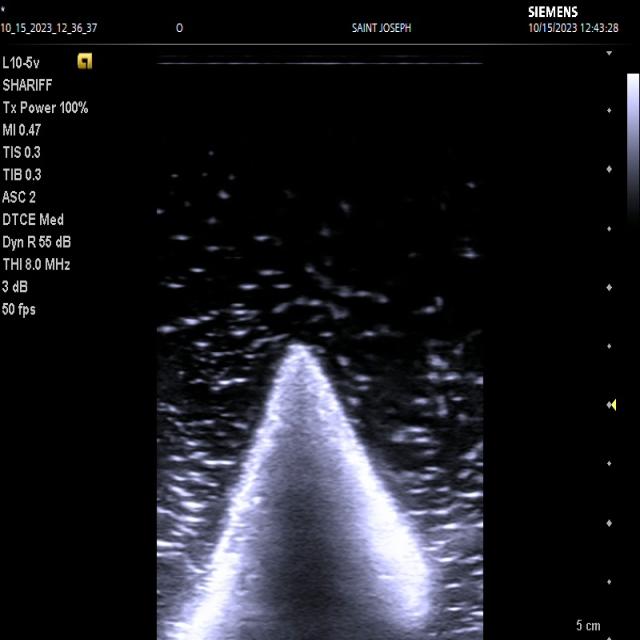 *
SIEMENS
10_15_2023_12_36_37 O SAINT JOSEPH 10/15/2023 12:43:28
L10-5v
SHARIFF
Tx Power 100%
MI 0.47
TIS 0.3
TIB 0.3
ASC 2
DTCE Med
Dyn R 55 dB
THI 8.0 MHz
3 dB
50 fps
5 cm